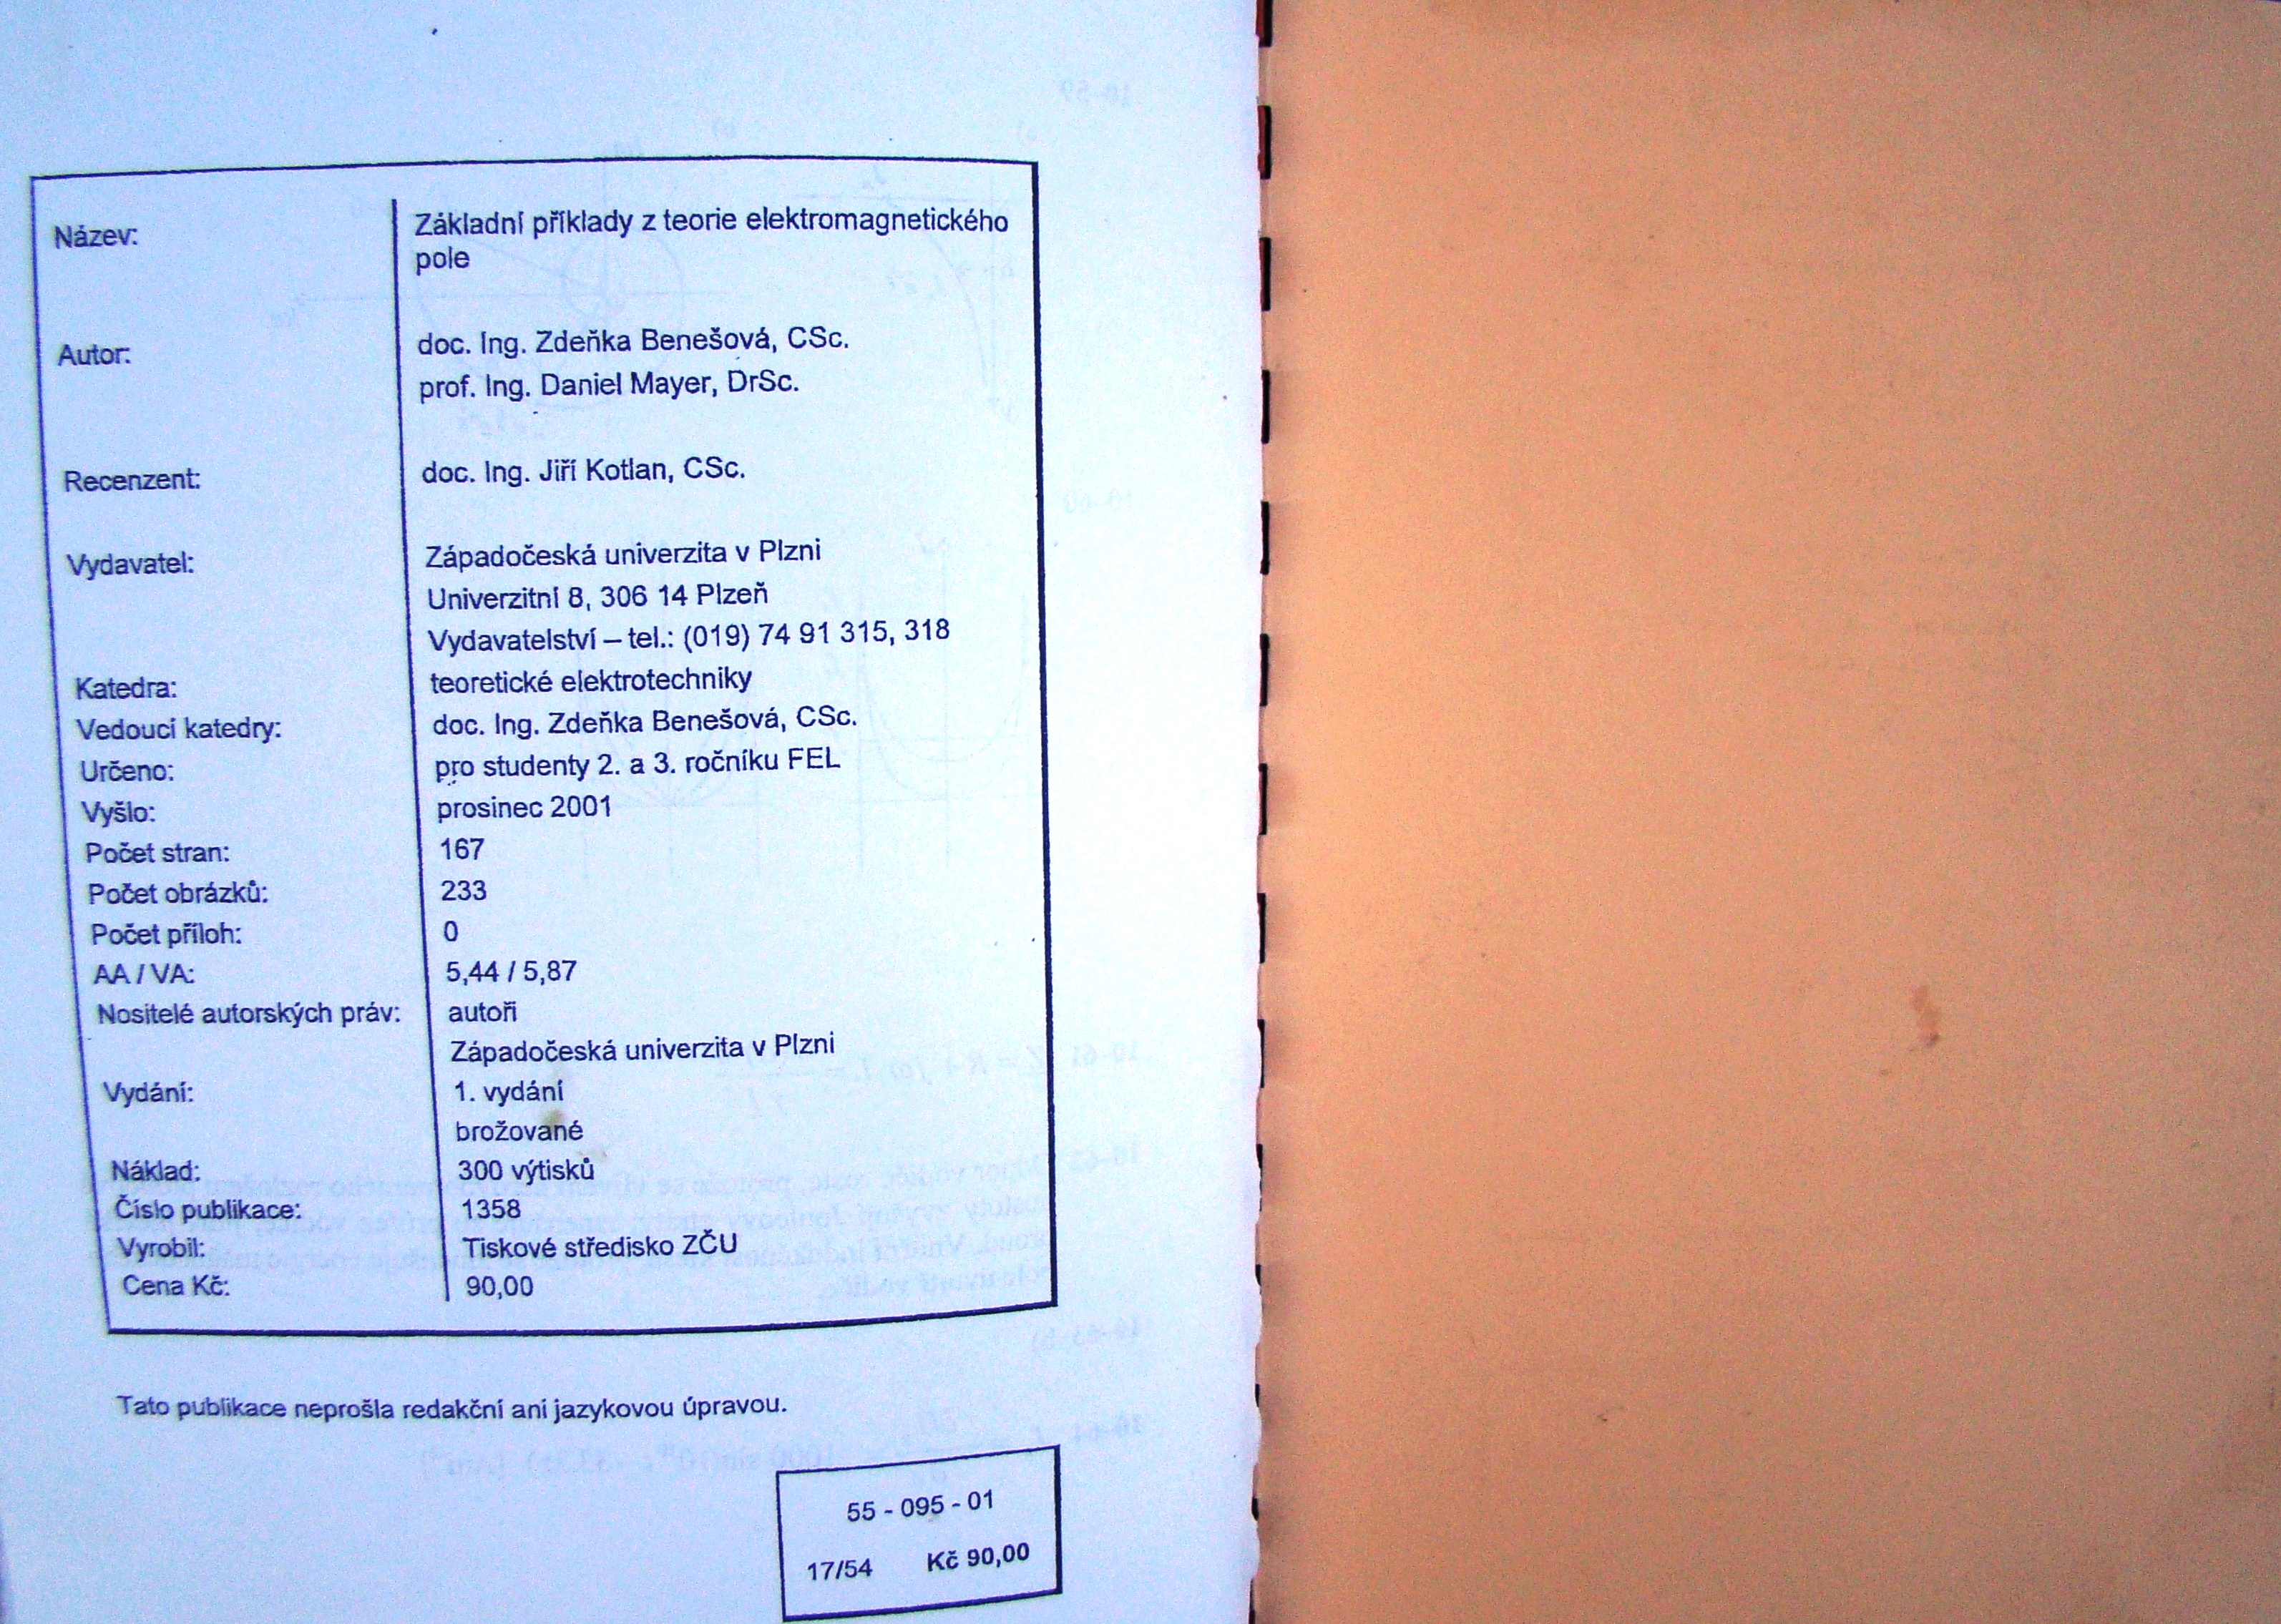 Název: Základní příklady z teorie elektromagnetického
pole
Autor: doc. Ing. Zdeňka Benešová, CSc.
prof. Ing. Daniel Mayer, DrSc.
Recenzent: doc. Ing. Jiří Kotlan, CSc.
Vydavatel: Západočeská univerzita v Plzni
Univerzitní 8, 306 14 Plzeň
Vydavatelství – tel.: (019) 74 91 315, 318
Katedra: teoretické elektrotechniky
Vedoucí katedry: doc. Ing. Zdeňka Benešová, CSc.
Určeno: pro studenty 2. a 3. ročníku FEL
Vyšlo: prosinec 2001
Počet stran: 167
Počet obrázků: 233
Počet příloh: 0
AA / VA: 5,44 / 5,87
Nositelé autorských práv: autoři
Západočeská univerzita v Plzni
Vydání: 1. vydání
brožované
Náklad: 300 výtisků
Číslo publikace: 1358
Vyrobil: Tiskové středisko ZČU
Cena Kč: 90,00
Tato publikace neprošla redakční ani jazykovou úpravou.
55 - 095 - 01
17/54 Kč 90,00